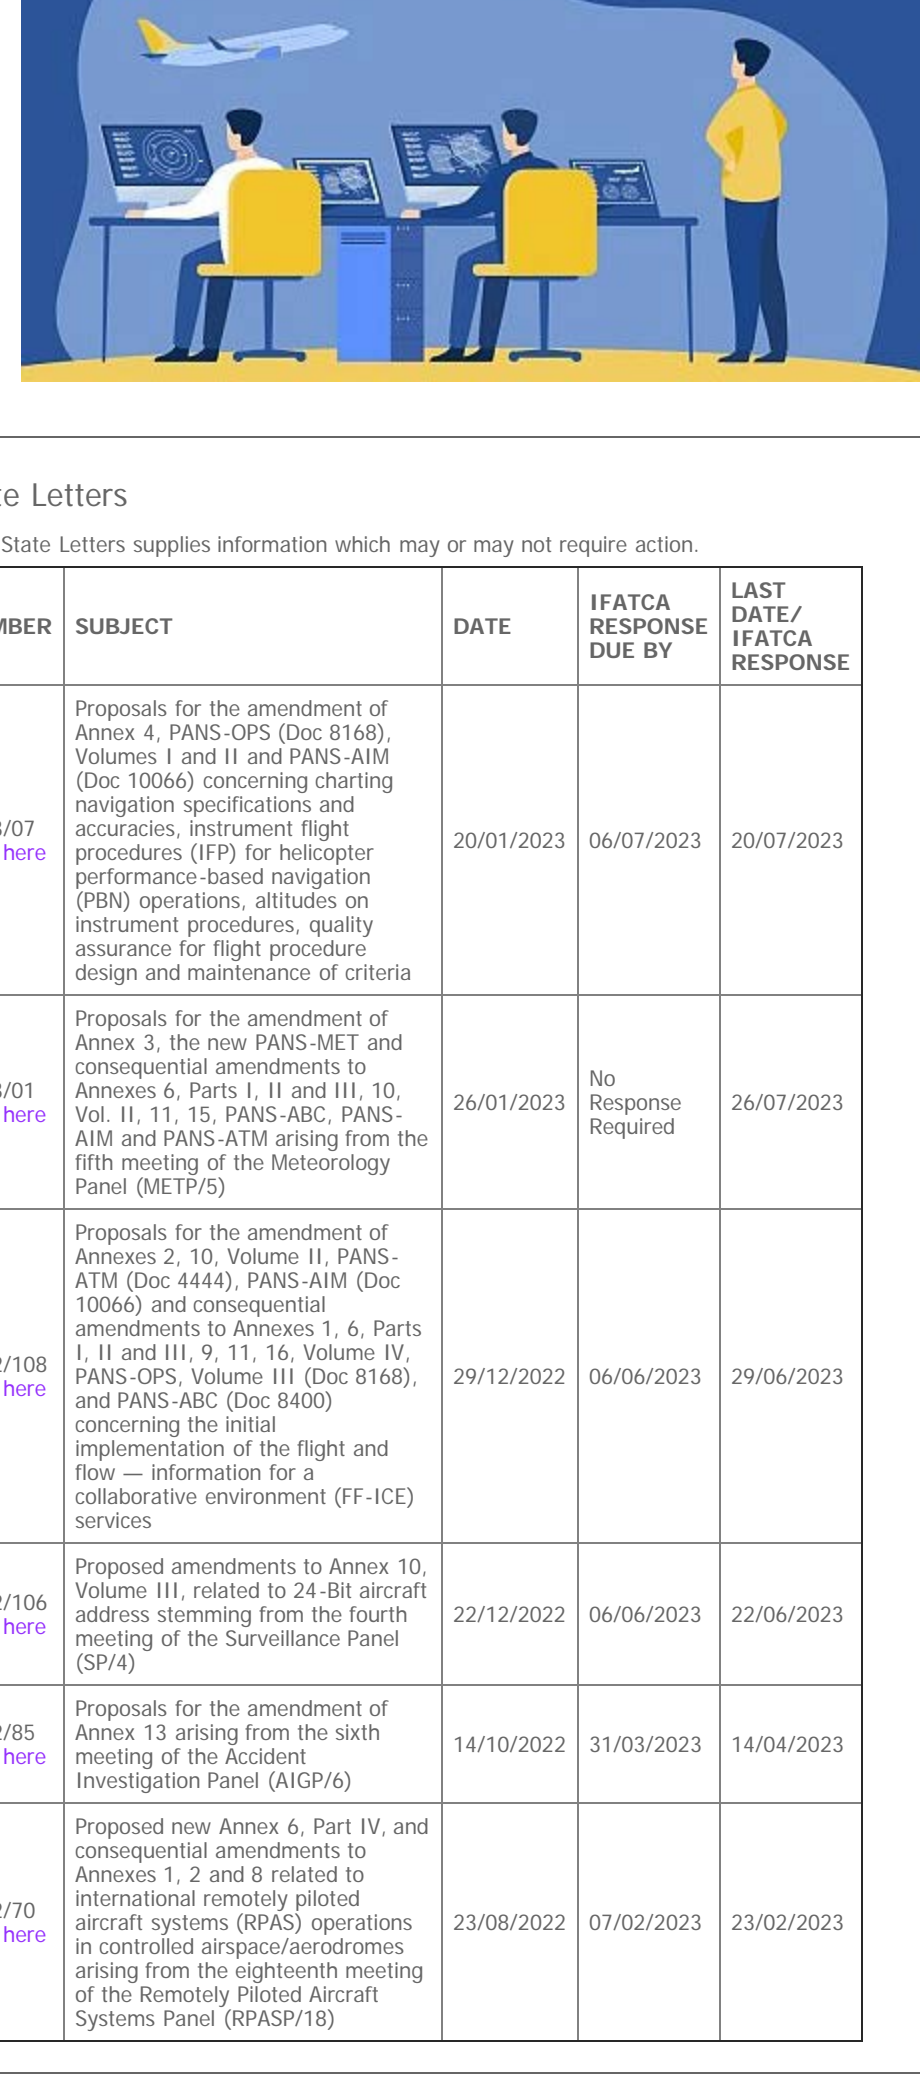 te Letters
State Letters supplies information which may or may not require action.
MBER
SUBJECT
DATE
IFATCA
RESPONSE
DUE BY
LAST
DATE/
IFATCA
RESPONSE
3/07
here
Proposals for the amendment of
Annex 4, PANS-OPS (Doc 8168),
Volumes I and II and PANS-AIM
(Doc 10066) concerning charting
navigation specifications and
accuracies, instrument flight
procedures (IFP) for helicopter
performance-based navigation
(PBN) operations, altitudes on
instrument procedures, quality
assurance for flight procedure
design and maintenance of criteria
20/01/2023
06/07/2023
20/07/2023
3/01
here
Proposals for the amendment of
Annex 3, the new PANS-MET and
consequential amendments to
Annexes 6, Parts I, II and III, 10,
Vol. II, 11, 15, PANS-ABC, PANS-
AIM and PANS-ATM arising from the
fifth meeting of the Meteorology
Panel (METP/5)
26/01/2023
No
Response
Required
26/07/2023
2/108
here
Proposals for the amendment of
Annexes 2, 10, Volume II, PANS-
ATM (Doc 4444), PANS-AIM (Doc
10066) and consequential
amendments to Annexes 1, 6, Parts
I, II and III, 9, 11, 16, Volume IV,
PANS-OPS, Volume III (Doc 8168),
and PANS-ABC (Doc 8400)
concerning the initial
implementation of the flight and
flow — information for a
collaborative environment (FF-ICE)
services
29/12/2022
06/06/2023
29/06/2023
2/106
here
Proposed amendments to Annex 10,
Volume III, related to 24-Bit aircraft
address stemming from the fourth
meeting of the Surveillance Panel
(SP/4)
22/12/2022
06/06/2023
22/06/2023
2/85
here
Proposals for the amendment of
Annex 13 arising from the sixth
meeting of the Accident
Investigation Panel (AIGP/6)
14/10/2022
31/03/2023
14/04/2023
2/70
here
Proposed new Annex 6, Part IV, and
consequential amendments to
Annexes 1, 2 and 8 related to
international remotely piloted
aircraft systems (RPAS) operations
in controlled airspace/aerodromes
arising from the eighteenth meeting
of the Remotely Piloted Aircraft
Systems Panel (RPASP/18)
23/08/2022
07/02/2023
23/02/2023